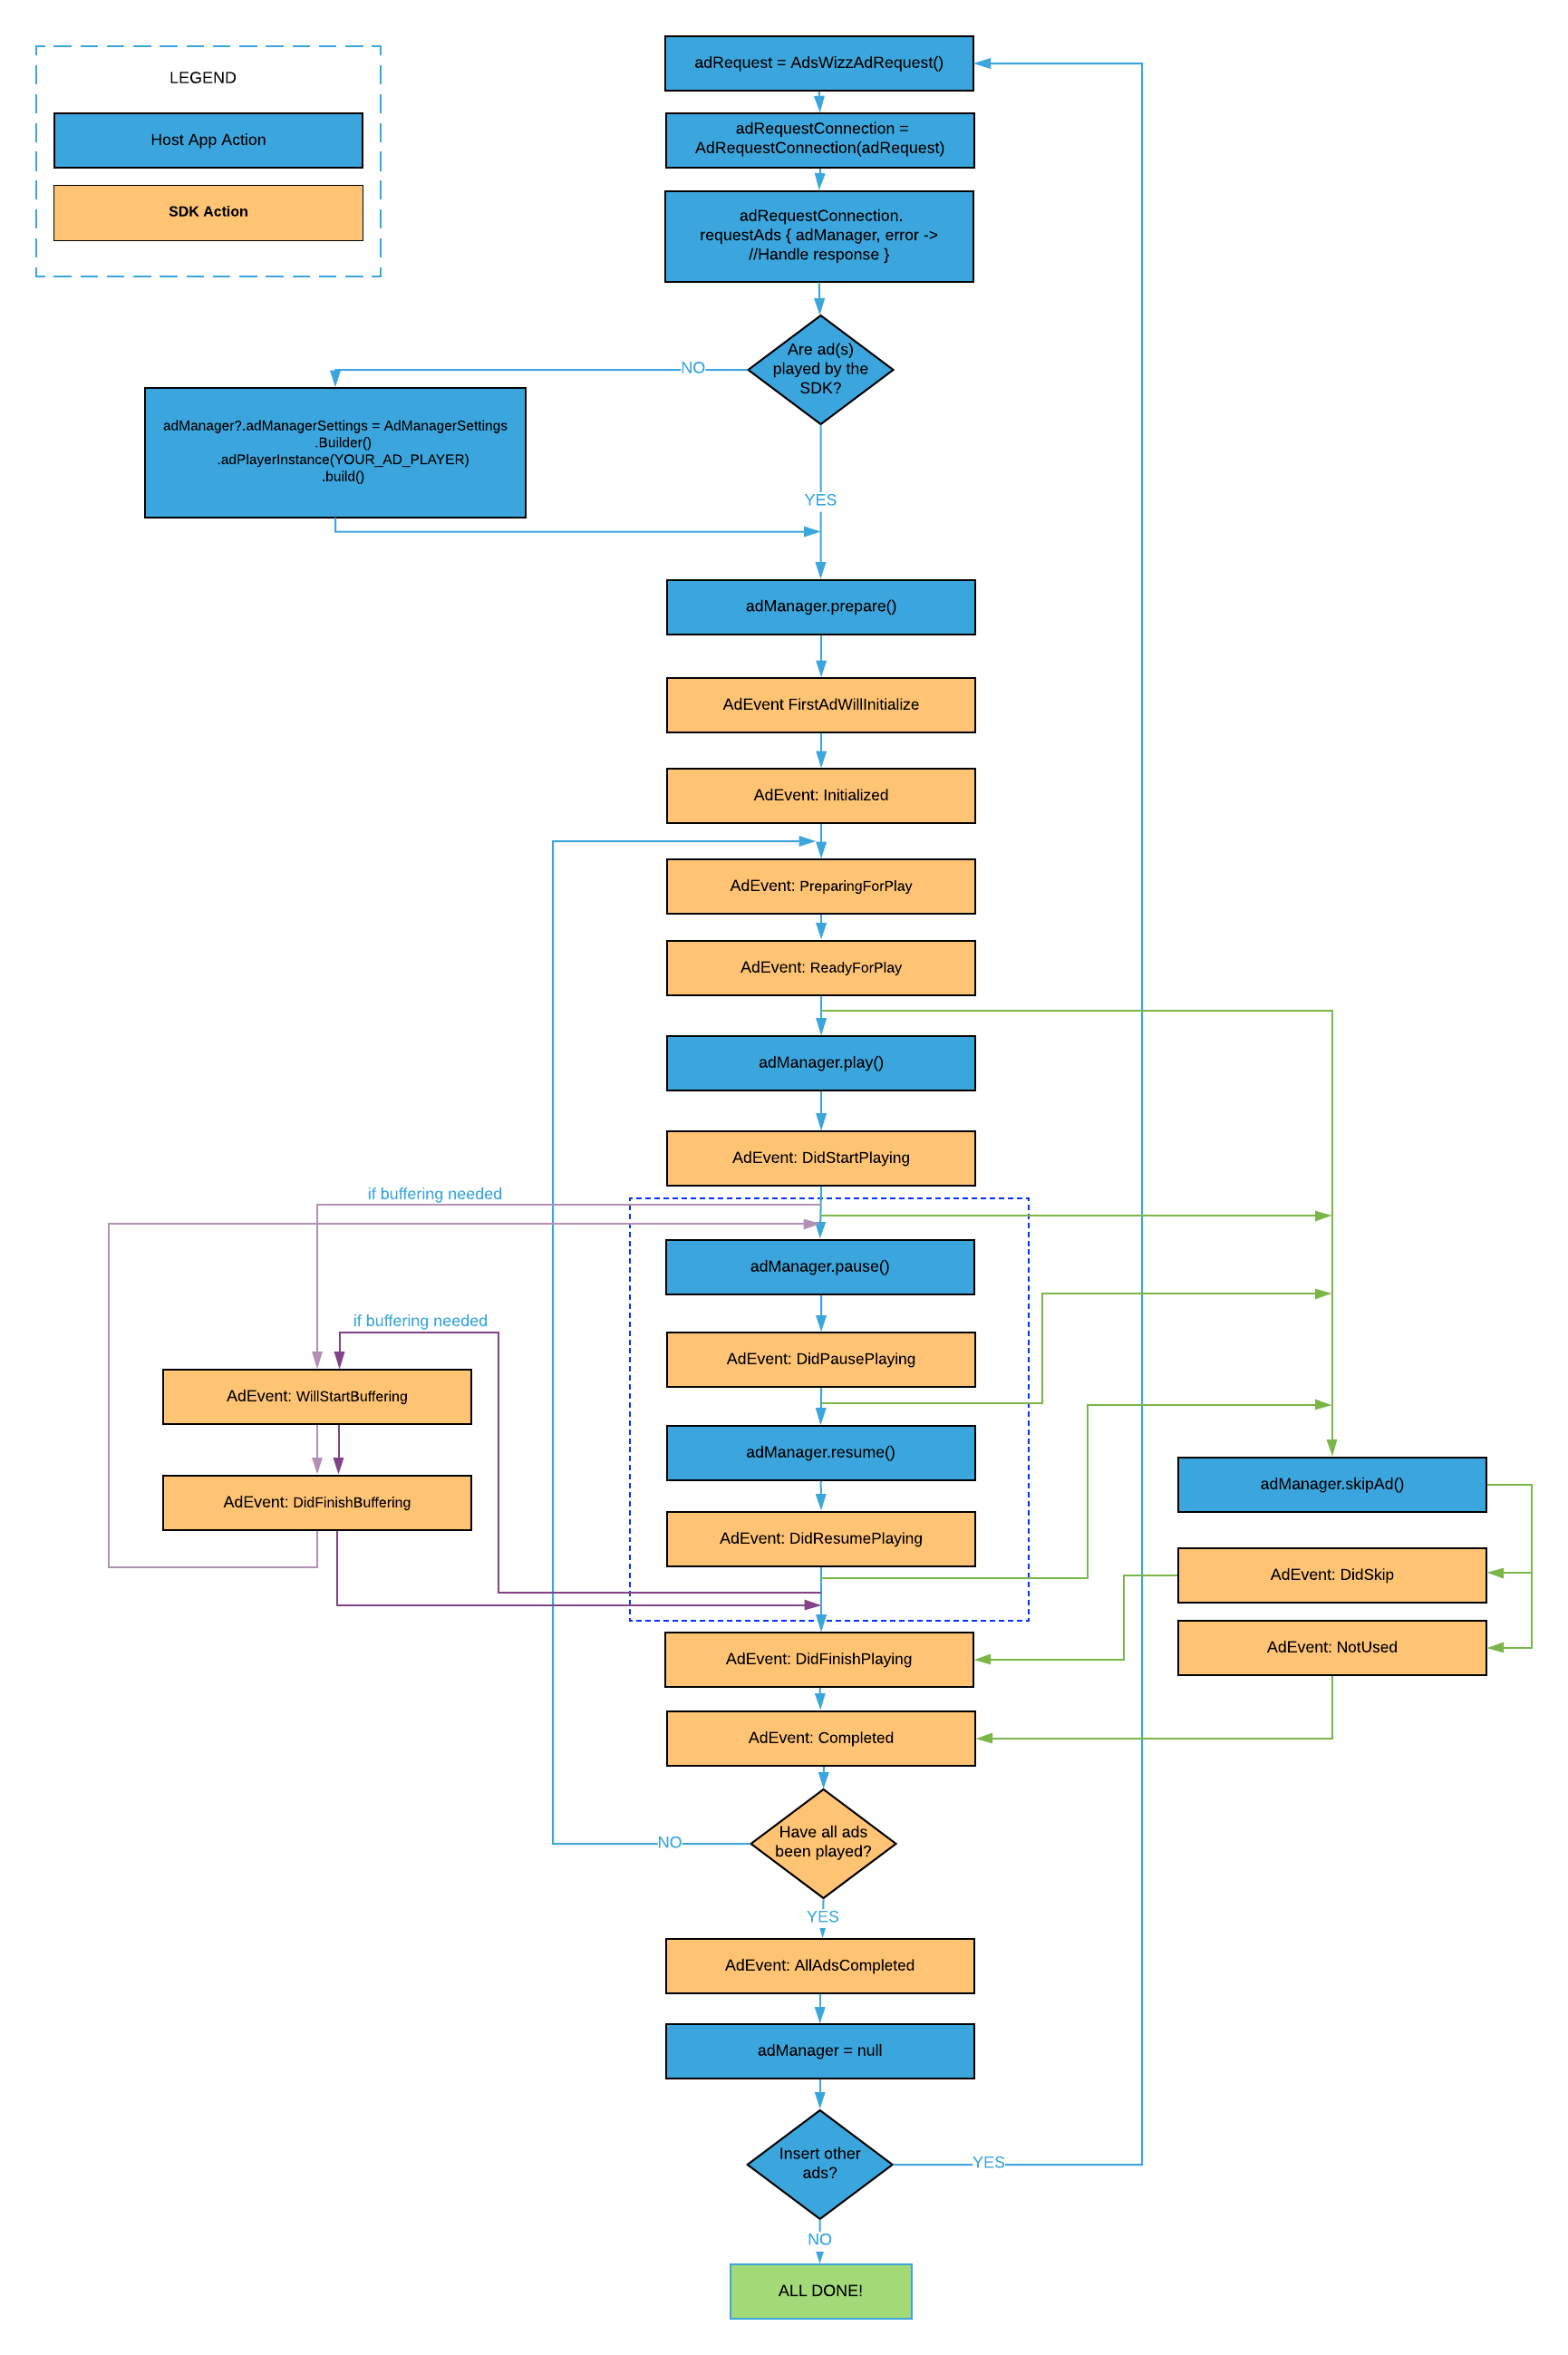 LEGEND
Host App Action
SDK Action
adRequest = AdsWizzAdRequest()
adRequestConnection =
AdRequestConnection(adRequest)
adRequestConnection.
requestAds { adManager, error ->
//Handle response }
Are ad(s)
played by the
SDK?
NO
adManager?.adManagerSettings = AdManagerSettings
.Builder()
.adPlayerInstance(YOUR_AD_PLAYER)
.build()
YES
adManager.prepare()
AdEvent FirstAdWillInitialize
AdEvent: Initialized
AdEvent: PreparingForPlay
AdEvent: ReadyForPlay
adManager.play()
AdEvent: DidStartPlaying
if buffering needed
adManager.pause()
if buffering needed
AdEvent: DidPausePlaying
AdEvent: WillStartBuffering
adManager.resume()
adManager.skipAd()
AdEvent: DidFinishBuffering
AdEvent: DidResumePlaying
AdEvent: DidSkip
AdEvent: NotUsed
AdEvent: DidFinishPlaying
AdEvent: Completed
Have all ads
been played?
NO
YES
AdEvent: AllAdsCompleted
adManager = null
Insert other
ads?
YES
NO
ALL DONE!